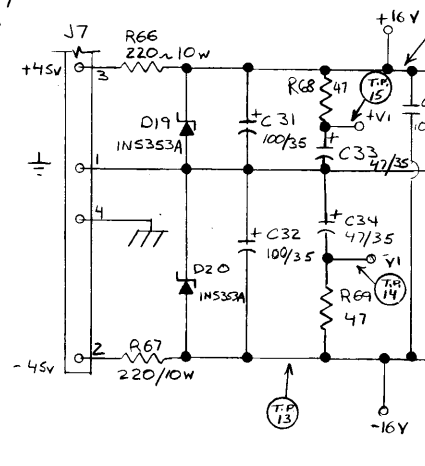 +16V
J7
R66
220~10W
+45V
3
R68
47
T.P. 15
+V1
D19
+
C31
1N5353A
100/35
+
C33
47/35
1
4
+
C34
47/35
+
C32
100/35
D20
1N5353A
-V1
T.P. 14
R69
47
2
R67
-45V
220/10W
T.P. 13
-16V